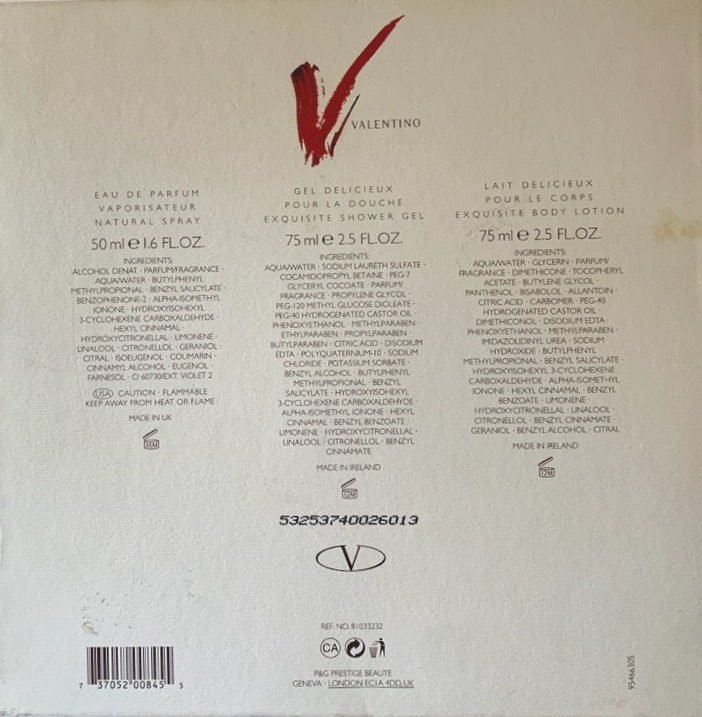 V
VALENTINO
EAU DE PARFUM
VAPORISATEUR
NATURAL SPRAY
50 ml e 1.6 FL.OZ.
INGREDIENTS:
ALCOHOL DENAT. · PARFUM/FRAGRANCE ·
AQUA/WATER · BUTYLPHENYL
METHYLPROPIONAL · BENZYL SALICYLATE ·
BENZOPHENONE-2 · ALPHA-ISOMETHYL
IONONE · HYDROXYISOHEXYL
3-CYCLOHEXENE CARBOXALDEHYDE ·
HEXYL CINNAMAL ·
HYDROXYCITRONELLAL · LIMONENE ·
LINALOOL · CITRONELLOL · GERANIOL ·
CITRAL · ISOEUGENOL · COUMARIN ·
CINNAMYL ALCOHOL · EUGENOL ·
FARNESOL · CI 60730/EXT. VIOLET 2
USA CAUTION · FLAMMABLE
KEEP AWAY FROM HEAT OR FLAME
MADE IN UK
36M
GEL DELICIEUX
POUR LA DOUCHE
EXQUISITE SHOWER GEL
75 ml e 2.5 FL.OZ.
INGREDIENTS:
AQUA/WATER · SODIUM LAURETH SULFATE ·
COCAMIDOPROPYL BETAINE · PEG-7
GLYCERYL COCOATE · PARFUM/
FRAGRANCE · PROPYLENE GLYCOL ·
PEG-120 METHYL GLUCOSE DIOLEATE ·
PEG-40 HYDROGENATED CASTOR OIL ·
PHENOXYETHANOL · METHYLPARABEN ·
ETHYLPARABEN · PROPYLPARABEN ·
BUTYLPARABEN · CITRIC ACID · DISODIUM
EDTA · POLYQUATERNIUM-10 · SODIUM
CHLORIDE · POTASSIUM SORBATE ·
BENZYL ALCOHOL · BUTYLPHENYL
METHYLPROPIONAL · BENZYL
SALICYLATE · HYDROXYISOHEXYL
3-CYCLOHEXENE CARBOXALDEHYDE ·
ALPHA-ISOMETHYL IONONE · HEXYL
CINNAMAL · BENZYL BENZOATE ·
LIMONENE · HYDROXYCITRONELLAL ·
LINALOOL · CITRONELLOL · BENZYL
CINNAMATE
MADE IN IRELAND
12M
LAIT DELICIEUX
POUR LE CORPS
EXQUISITE BODY LOTION
75 ml e 2.5 FL.OZ.
INGREDIENTS:
AQUA/WATER · GLYCERIN · PARFUM/
FRAGRANCE · DIMETHICONE · TOCOPHERYL
ACETATE · BUTYLENE GLYCOL ·
PANTHENOL · BISABOLOL · ALLANTOIN ·
CITRIC ACID · CARBOMER · PEG-40
HYDROGENATED CASTOR OIL ·
DIMETHICONOL · DISODIUM EDTA ·
PHENOXYETHANOL · METHYLPARABEN ·
IMIDAZOLIDINYL UREA · SODIUM
HYDROXIDE · BUTYLPHENYL
METHYLPROPIONAL · BENZYL SALICYLATE ·
HYDROXYISOHEXYL 3-CYCLOHEXENE
CARBOXALDEHYDE · ALPHA-ISOMETHYL
IONONE · HEXYL CINNAMAL · BENZYL
BENZOATE · LIMONENE ·
HYDROXYCITRONELLAL · LINALOOL ·
CITRONELLOL · BENZYL CINNAMATE ·
GERANIOL · BENZYL ALCOHOL · CITRAL
MADE IN IRELAND
12M
53253740026013
V
REF. NO. 81033232
CA
P&G PRESTIGE BEAUTE
GENEVA · LONDON EC1A 4DD, UK
7 37052 00845 5
95466305